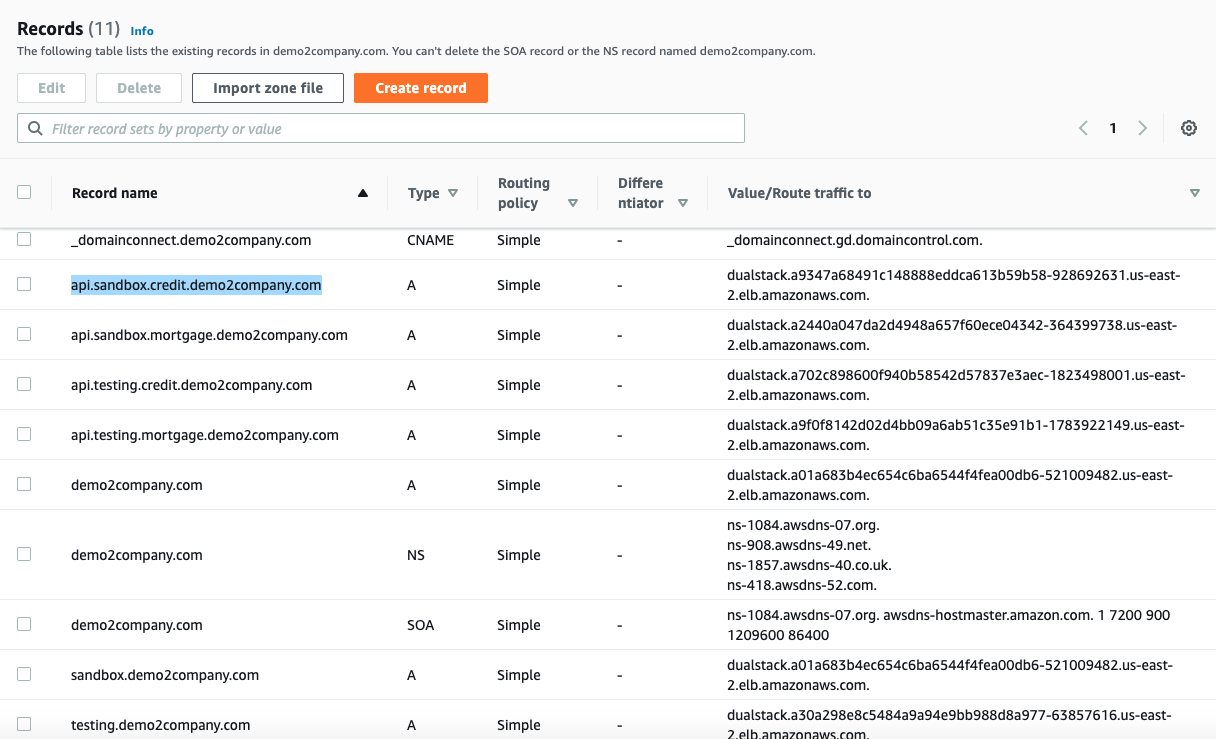 Records (11) Info
The following table lists the existing records in demo2company.com. You can't delete the SOA record or the NS record named demo2company.com.
Edit Delete Import zone file Create record
Filter record sets by property or value
1
Record name Type Routing policy Differentiator Value/Route traffic to
_domainconnect.demo2company.com CNAME Simple - _domainconnect.gd.domaincontrol.com.
api.sandbox.credit.demo2company.com A Simple - dualstack.a9347a68491c148888eddca613b59b58-928692631.us-east-
2.elb.amazonaws.com.
api.sandbox.mortgage.demo2company.com A Simple - dualstack.a2440a047da2d4948a657f60ece04342-364399738.us-east-
2.elb.amazonaws.com.
api.testing.credit.demo2company.com A Simple - dualstack.a702c898600f940b58542d57837e3aec-1823498001.us-east-
2.elb.amazonaws.com.
api.testing.mortgage.demo2company.com A Simple - dualstack.a9f0f8142d02d4bb09a6ab51c35e91b1-1783922149.us-east-
2.elb.amazonaws.com.
demo2company.com A Simple - dualstack.a01a683b4ec654c6ba6544f4fea00db6-521009482.us-east-
2.elb.amazonaws.com.
demo2company.com NS Simple - ns-1084.awsdns-07.org.
ns-908.awsdns-49.net.
ns-1857.awsdns-40.co.uk.
ns-418.awsdns-52.com.
demo2company.com SOA Simple - ns-1084.awsdns-07.org. awsdns-hostmaster.amazon.com. 1 7200 900
1209600 86400
sandbox.demo2company.com A Simple - dualstack.a01a683b4ec654c6ba6544f4fea00db6-521009482.us-east-
2.elb.amazonaws.com.
testing.demo2company.com A Simple - dualstack.a30a298e8c5484a9a94e9bb988d8a977-63857616.us-east-
2.elb.amazonaws.com.